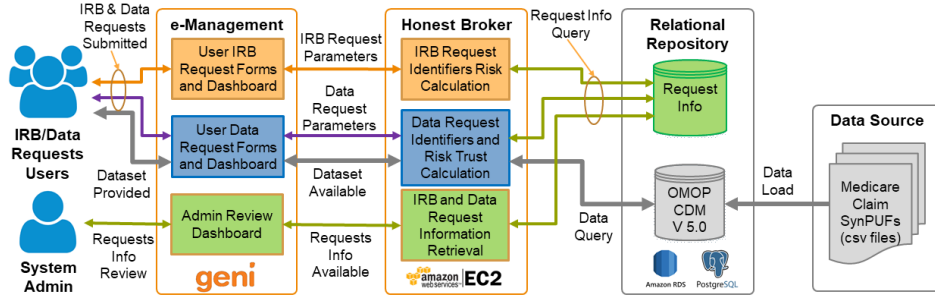 IRB & Data
Requests
Submitted
IRB/Data
Requests
Users
Dataset
Provided
Requests
Info
Review
System
Admin
e-Management
User IRB
Request Forms
and Dashboard
User Data
Request Forms
and Dashboard
Admin Review
Dashboard
geni
IRB Request
Parameters
Data
Request
Parameters
Dataset
Available
Requests
Info
Available
Honest Broker
IRB Request
Identifiers Risk
Calculation
Data Request
Identifiers and
Risk Trust
Calculation
IRB and Data
Request
Information
Retrieval
amazon
webservices™
EC2
Request Info
Query
Data
Query
Relational
Repository
Request
Info
OMOP
CDM
V 5.0
Amazon RDS
PostgreSQL
Data
Load
Data Source
Medicare
Claim
SynPUFs
(csv files)